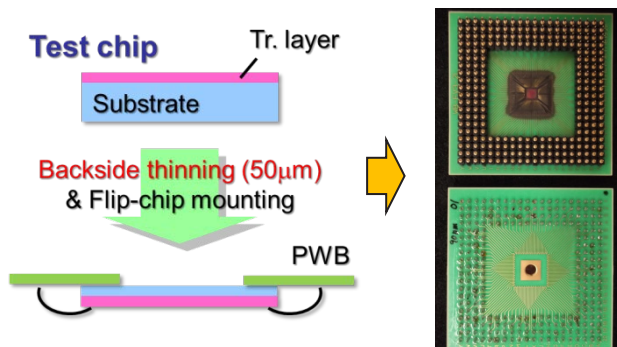 Test chip
Tr. layer
Substrate
Backside thinning (50μm)
& Flip-chip mounting
PWB